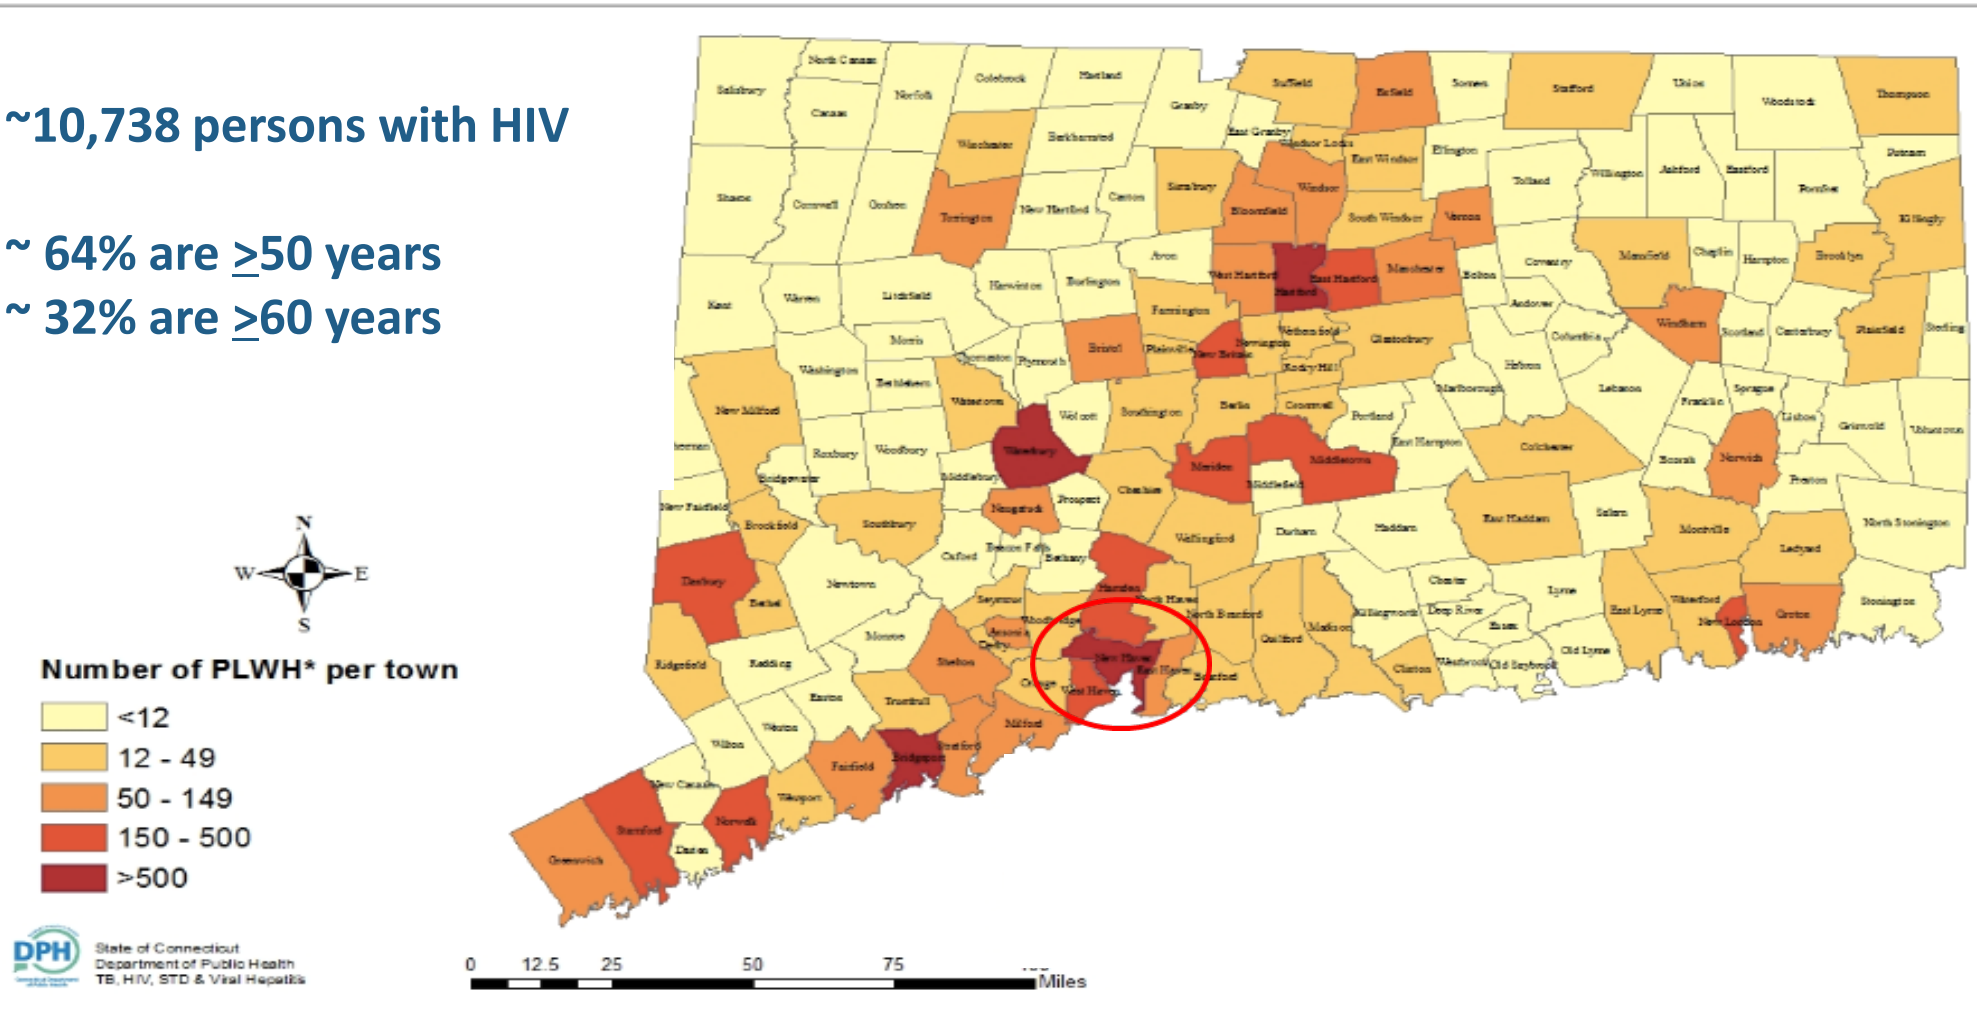 ~10,738 persons with HIV
~ 64% are >50 years
~ 32% are >60 years
N
W E
S
Number of PLWH* per town
<12
12 - 49
50 - 149
150 - 500
>500
DPH
State of Connecticut
Department of Public Health
TB, HIV, STD & Viral Hepatitis
0 12.5 25 50 75
Miles
North Canaan
Salisbury
Canaan
Norfolk
Colebrook
Hartland
Granby
Suffield
Enfield
Somers
Stafford
Union
Woodstock
Thompson
East Granby
Windsor Locks
Winchester
Barkhamsted
East Windsor
Ellington
Putnam
Sharon
Cornwall
Goshen
Torrington
New Hartford
Canton
Simsbury
Bloomfield
Windsor
South Windsor
Vernon
Tolland
Willington
Ashford
Eastford
Pomfret
Killingly
Kent
Warren
Litchfield
Harwinton
Burlington
Avon
West Hartford
Hartford
East Hartford
Manchester
Bolton
Coventry
Mansfield
Chaplin
Hampton
Brooklyn
Farmington
Andover
Morris
Thomaston
Plymouth
Bristol
Plainville
New Britain
Newington
Wethersfield
Rocky Hill
Glastonbury
Hebron
Columbia
Windham
Scotland
Canterbury
Plainfield
Sterling
Washington
Bethlehem
Watertown
New Milford
Wolcott
Southington
Berlin
Cromwell
Portland
Marlborough
Lebanon
Franklin
Sprague
Lisbon
Griswold
Voluntown
Roxbury
Woodbury
Bridgewater
Middlebury
Waterbury
Meriden
Middletown
Middlefield
East Hampton
Colchester
Bozrah
Norwich
Preston
New Fairfield
Brookfield
Southbury
Naugatuck
Prospect
Cheshire
Wallingford
Durham
Haddam
East Haddam
Salem
Montville
Ledyard
North Stonington
Danbury
Bethel
Newtown
Oxford
Beacon Falls
Bethany
Hamden
North Haven
North Branford
Guilford
Madison
Killingworth
Chester
Deep River
Essex
Lyme
East Lyme
Waterford
New London
Groton
Stonington
Ridgefield
Redding
Monroe
Seymour
Woodbridge
Ansonia
Derby
Shelton
Orange
New Haven
East Haven
West Haven
Branford
Clinton
Westbrook
Old Saybrook
Old Lyme
Easton
Trumbull
Weston
Wilton
Milford
Stratford
Bridgeport
Fairfield
Westport
New Canaan
Norwalk
Darien
Stamford
Greenwich